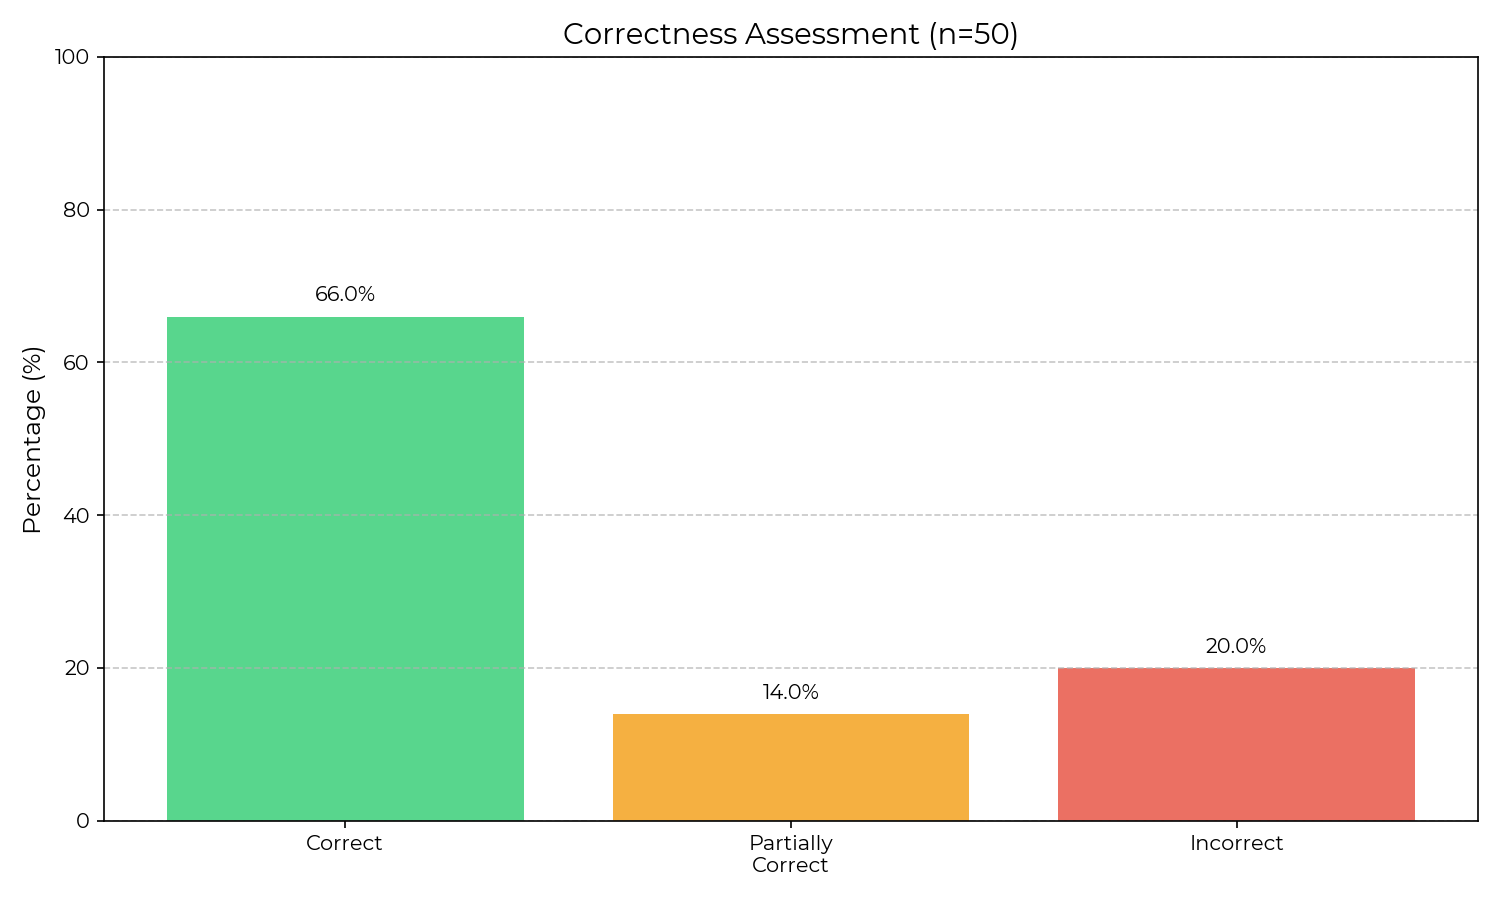 Correctness Assessment (n=50)
Percentage (%)
100
80
60
40
20
0
66.0%
14.0%
20.0%
Correct
Partially
Correct
Incorrect